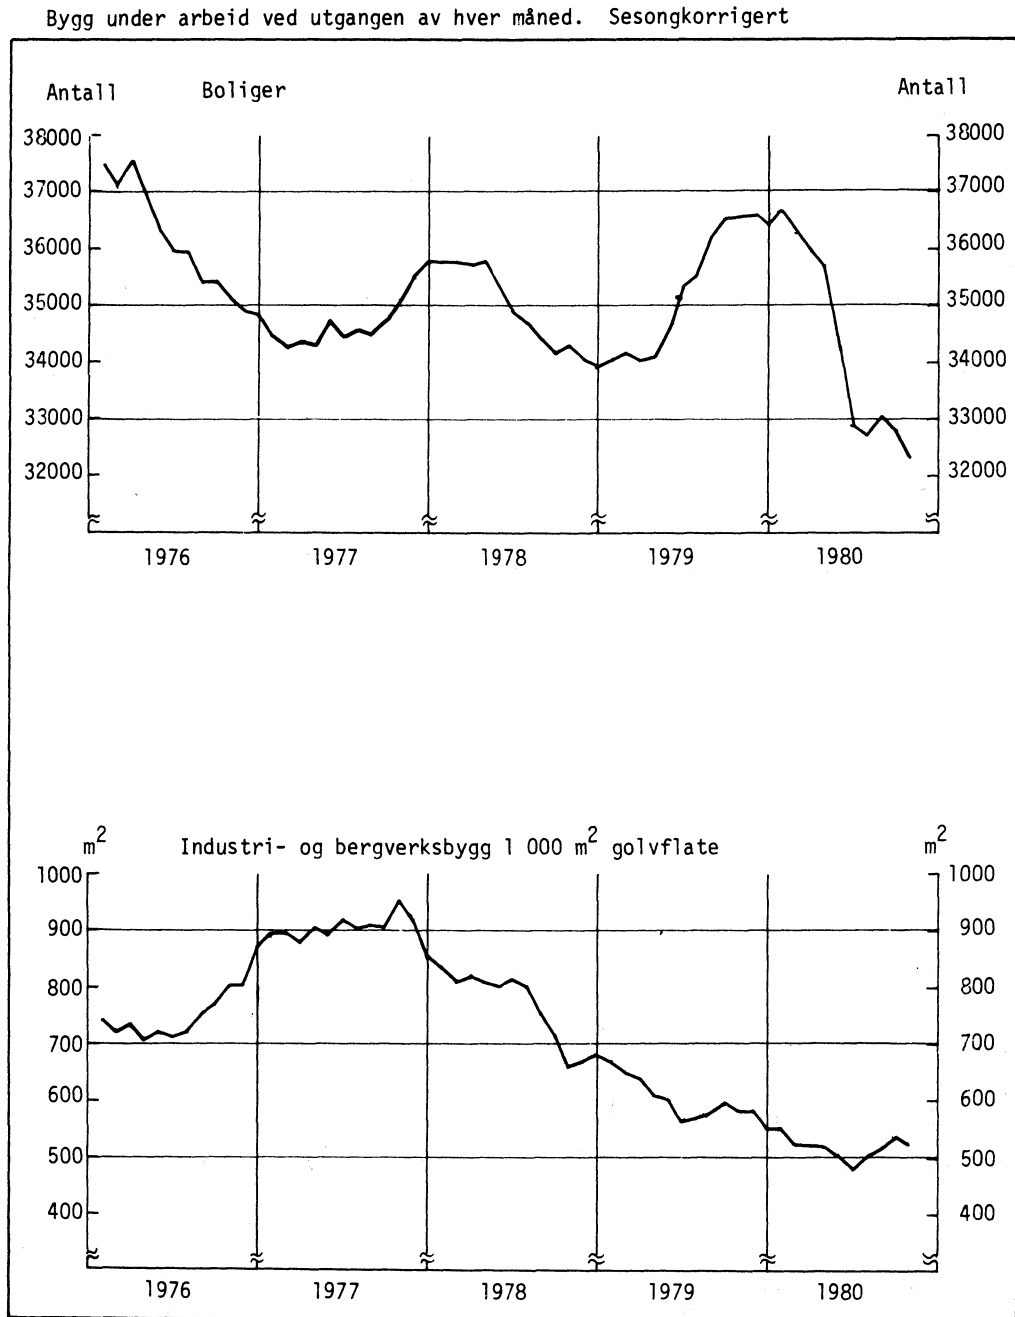 Bygg under arbeid ved utgangen av hver måned. Sesongkorrigert
Antall Boliger Antall
38000 38000
37000 37000
36000 36000
35000 35000
34000 34000
33000 33000
32000 32000
1976 1977 1978 1979 1980
m² Industri- og bergverksbygg 1 000 m² golvflate m²
1000 1000
900 900
800 800
700 700
600 600
500 500
400 400
1976 1977 1978 1979 1980